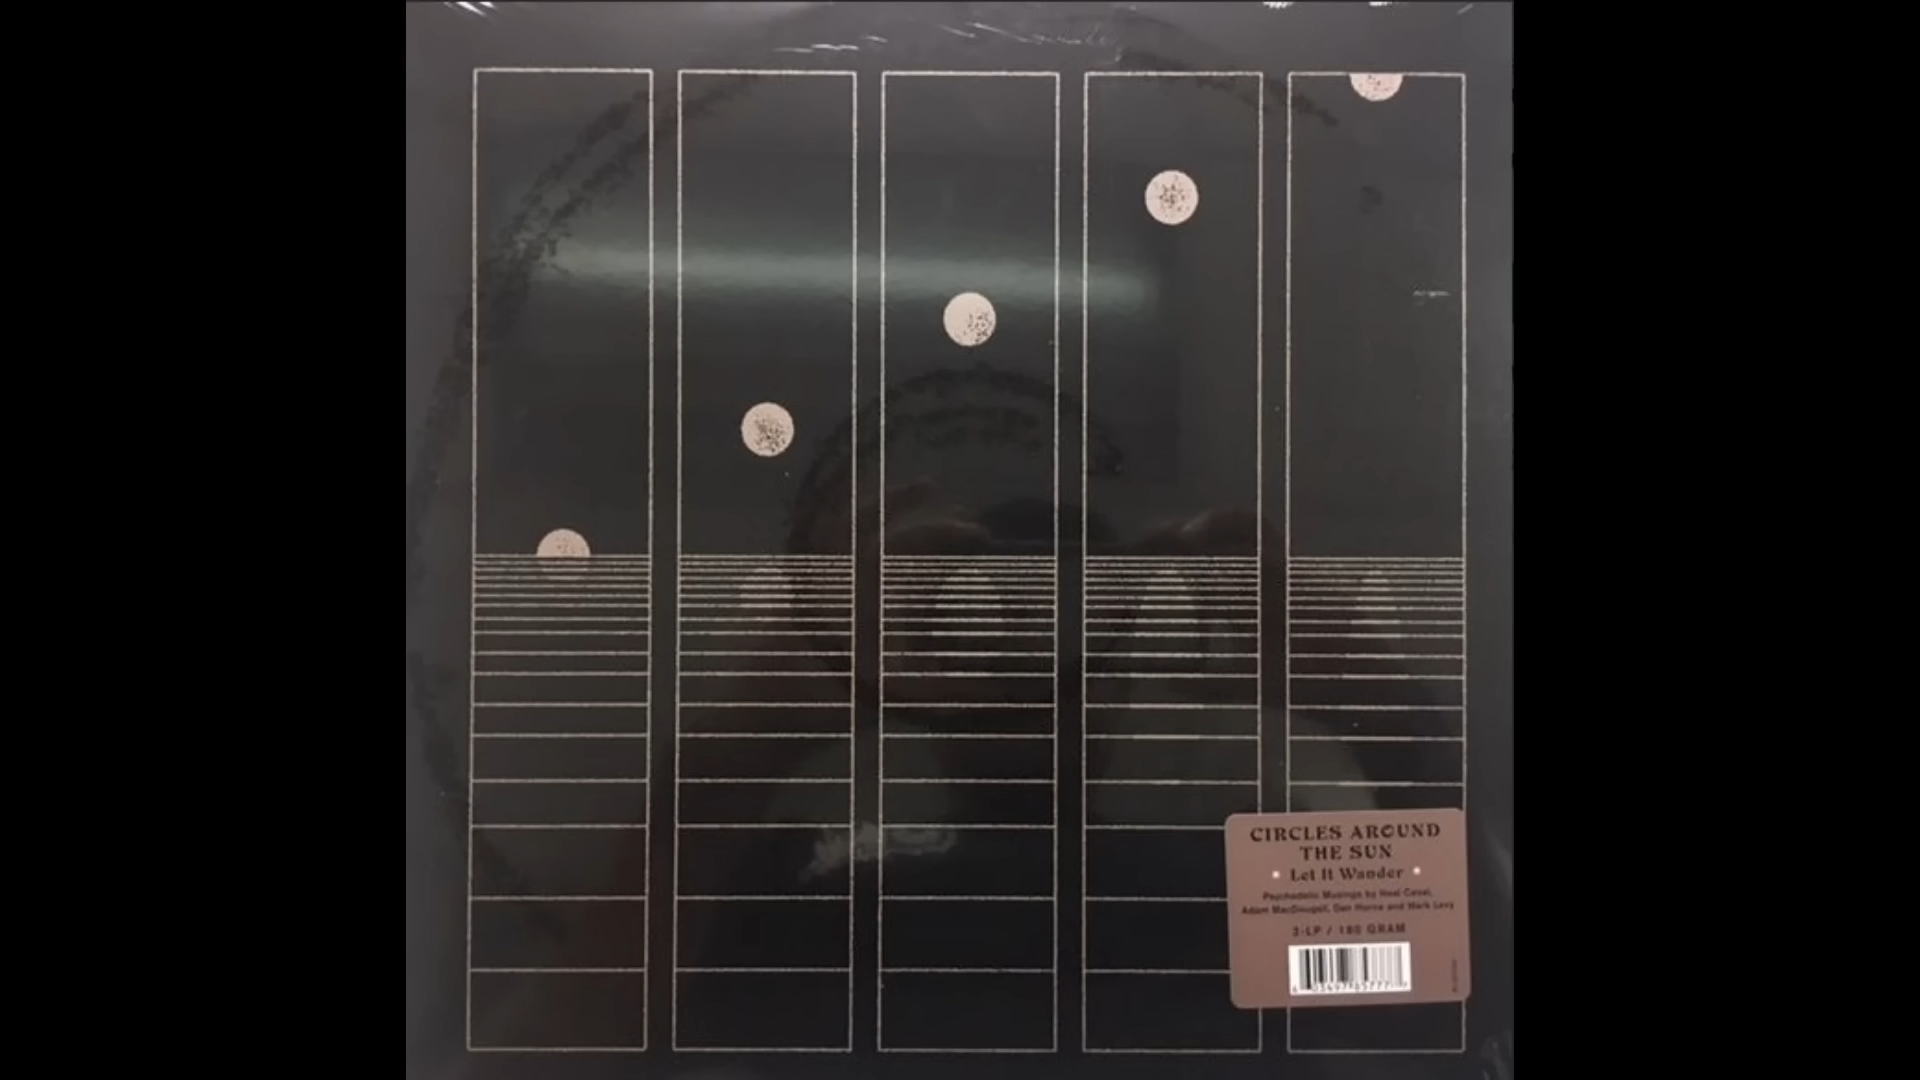 CIRCLES AROUND
THE SUN
Let It Wander
Psychedelic Musings by Neal Casal,
Adam MacDougall, Dan Horne and Mark Levy
2-LP / 180 GRAM